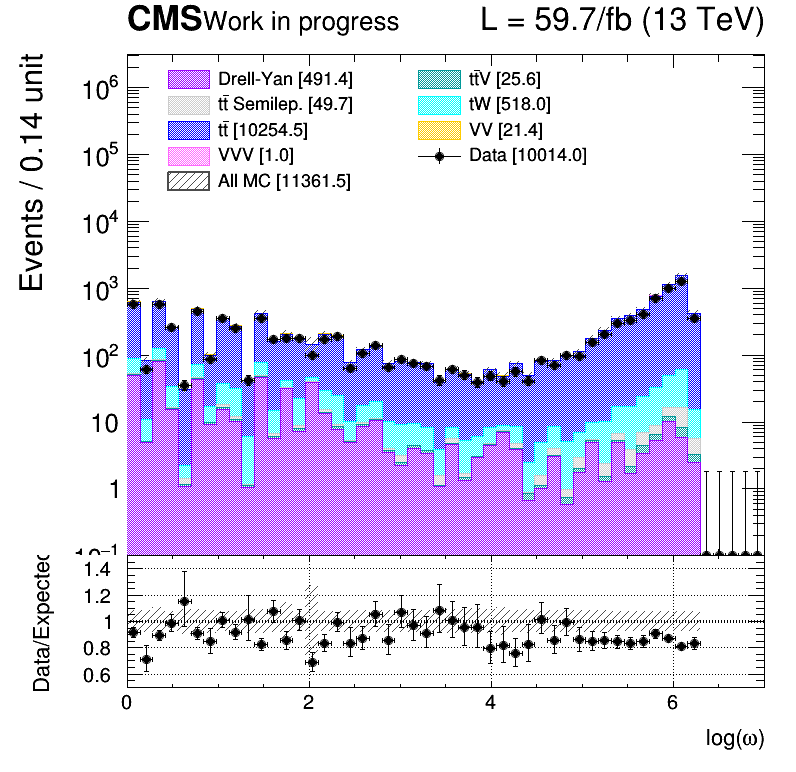 CMS Work in progress L = 59.7/fb (13 TeV)
Events / 0.14 unit
Drell-Yan [491.4] tt̄V [25.6]
tt̄ Semilep. [49.7] tW [518.0]
tt̄ [10254.5] VV [21.4]
VVV [1.0] Data [10014.0]
All MC [11361.5]
10⁶
10⁵
10⁴
10³
10²
10
1
10⁻¹
Data/Expected
1.4
1.2
1
0.8
0.6
0 2 4 6
log(ω)